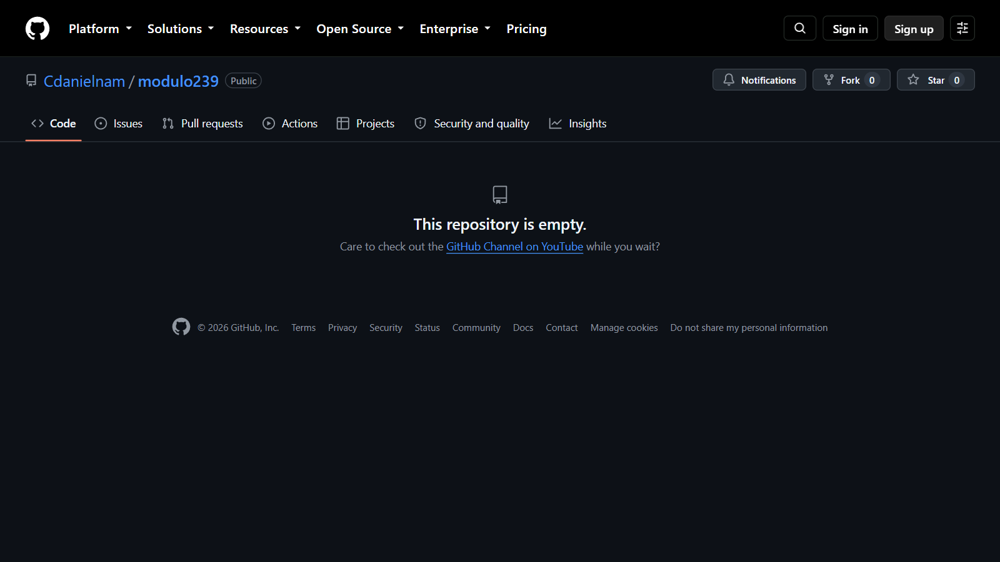 Platform Solutions Resources Open Source Enterprise Pricing Sign in Sign up
Cdanielnam / modulo239 Public Notifications Fork 0 Star 0
Code Issues Pull requests Actions Projects Security and quality Insights
This repository is empty.
Care to check out the GitHub Channel on YouTube while you wait?
© 2026 GitHub, Inc. Terms Privacy Security Status Community Docs Contact Manage cookies Do not share my personal information